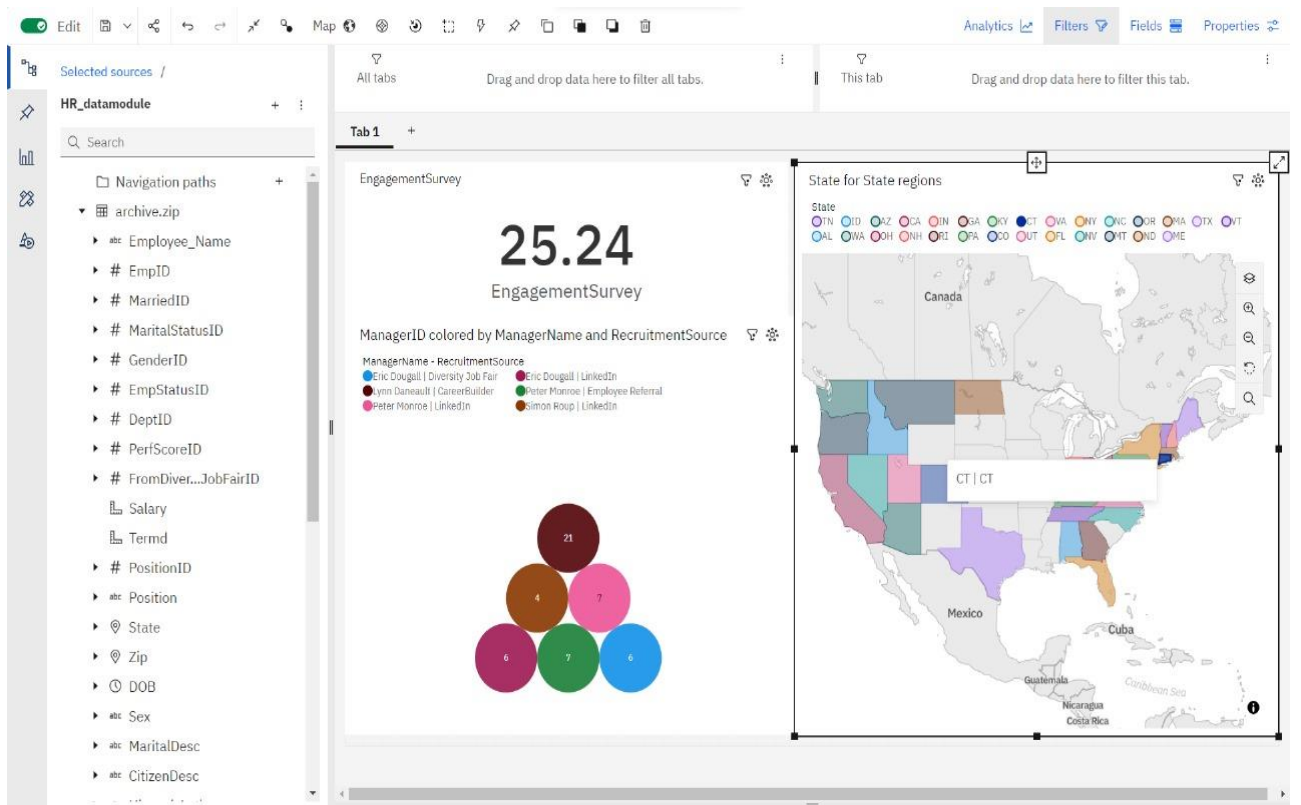 Edit
Map
Analytics
Filters
Fields
Properties
Selected sources /
HR_datamodule
Search
Navigation paths
archive.zip
abc Employee_Name
# EmpID
# MarriedID
# MaritalStatusID
# GenderID
# EmpStatusID
# DeptID
# PerfScoreID
# FromDiver...JobFairID
Salary
Termd
# PositionID
abc Position
State
Zip
DOB
abc Sex
abc MaritalDesc
abc CitizenDesc
All tabs
Drag and drop data here to filter all tabs.
This tab
Drag and drop data here to filter this tab.
Tab 1 +
EngagementSurvey
25.24
EngagementSurvey
ManagerID colored by ManagerName and RecruitmentSource
ManagerName - RecruitmentSource
Eric Dougall | Diversity Job Fair
Eric Dougall | LinkedIn
Lynn Daneault | CareerBuilder
Peter Monroe | Employee Referral
Peter Monroe | LinkedIn
Simon Roup | LinkedIn
21
4 7
6 7 6
State for State regions
State
TN ID AZ CA IN GA KY CT VA NY NC OR MA TX VT
AL WA OH NH RI PA CO UT FL NV MT ND ME
Canada
CT | CT
Mexico
Cuba
Guatemala
Caribbean Sea
Nicaragua
Costa Rica